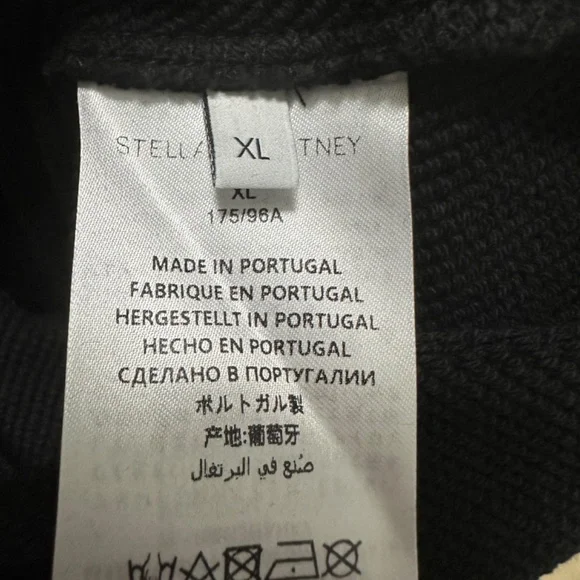 STELLA
XL
TNEY
XL
175/96A
MADE IN PORTUGAL
FABRIQUE EN PORTUGAL
HERGESTELLT IN PORTUGAL
HECHO EN PORTUGAL
СДЕЛАНО В ПОРТУГАЛИИ
ポルトガル製
产地:葡萄牙
صُنع في البرتغال